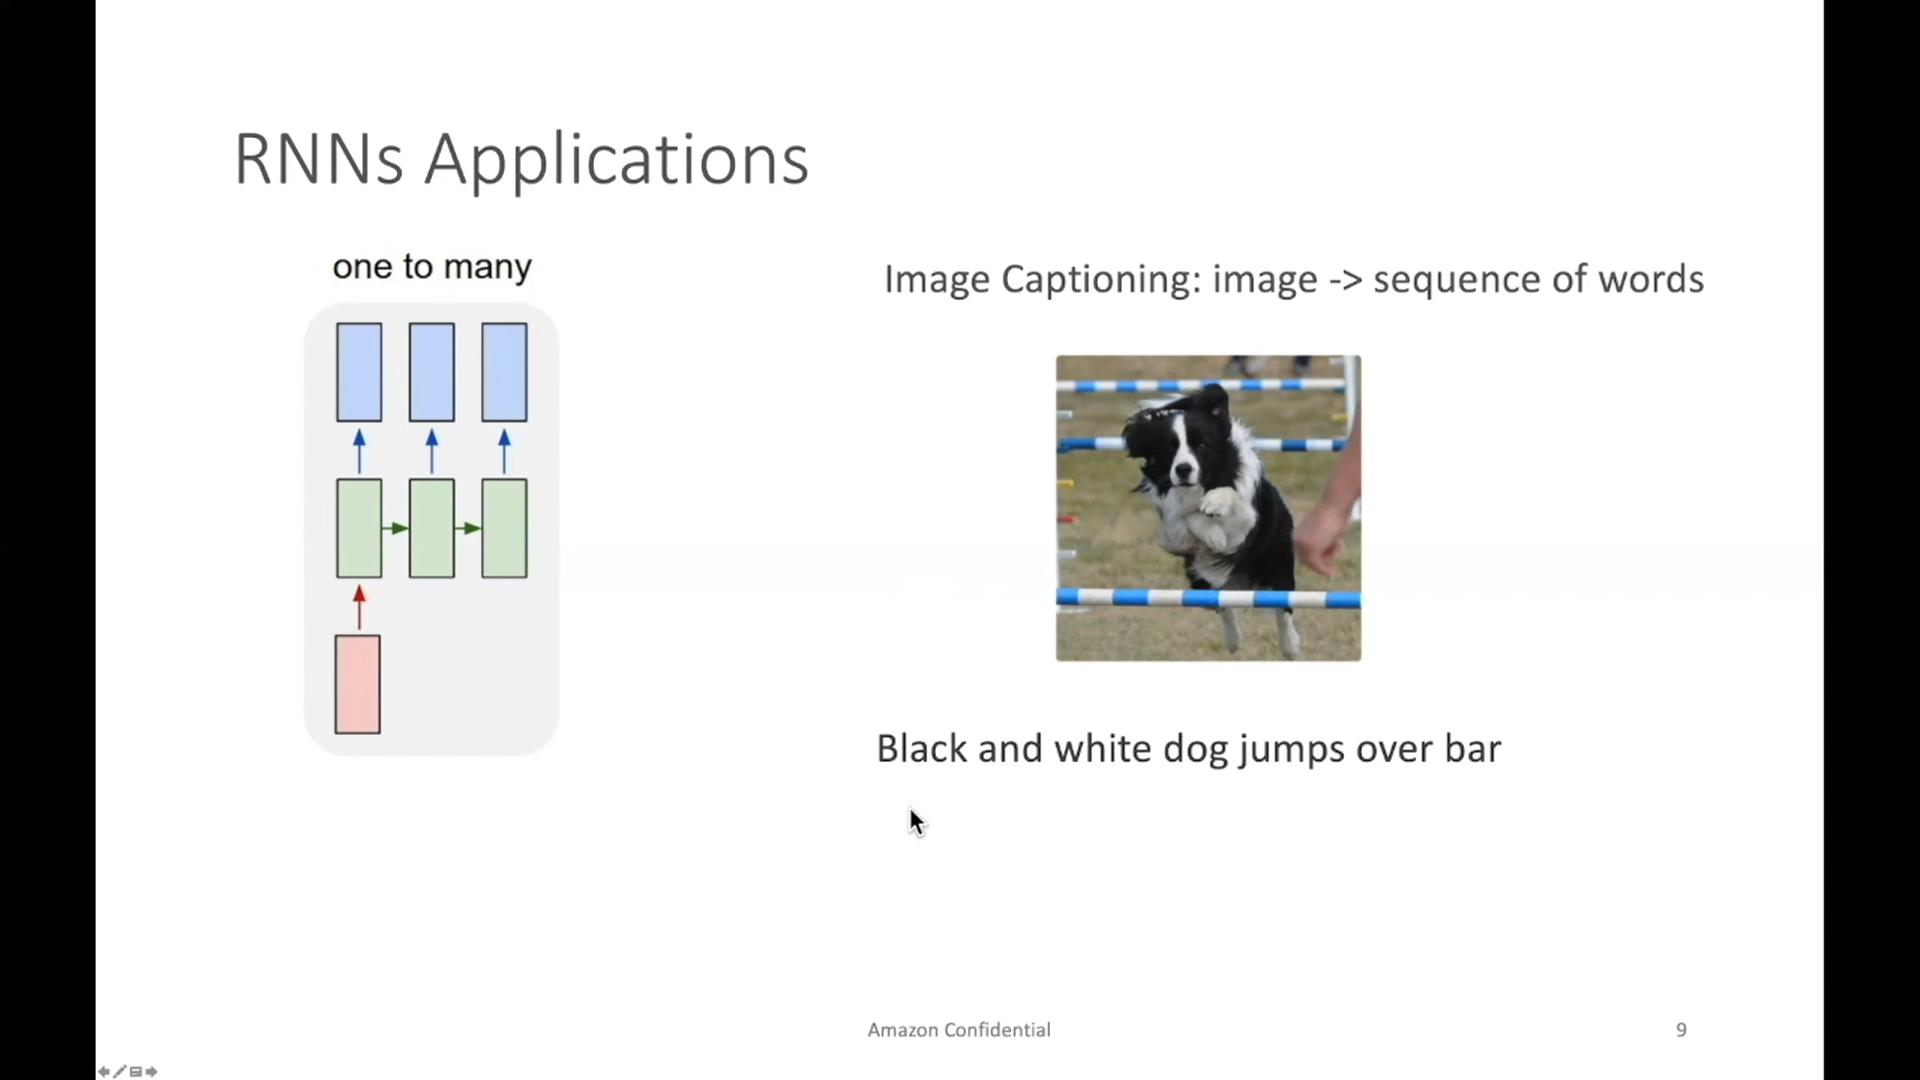 RNNs Applications
one to many
Image Captioning: image -> sequence of words
Black and white dog jumps over bar
Amazon Confidential
9